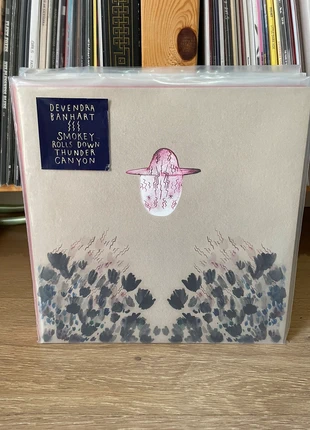 DEVENDRA
BANHART
SMOKEY
ROLLS DOWN
THUNDER
CANYON